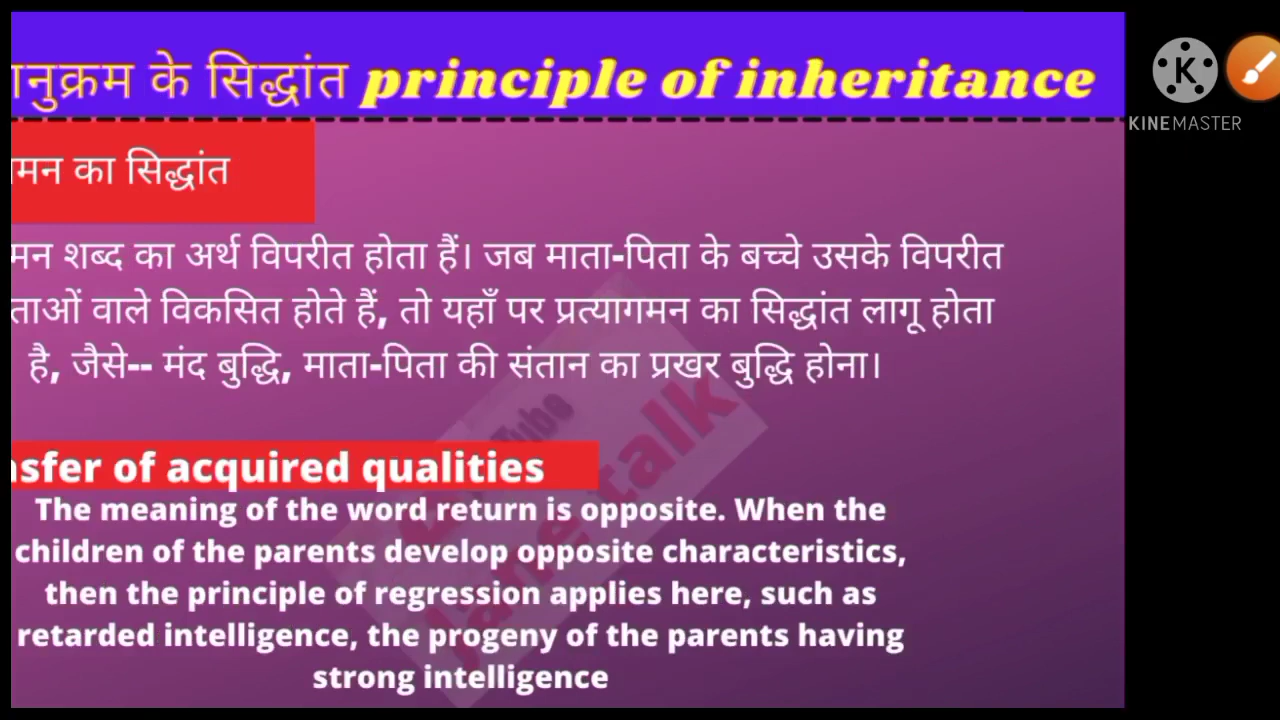 ानुक्रम के सिद्धांत principle of inheritance
KINEMASTER
मन का सिद्धांत
मन शब्द का अर्थ विपरीत होता हैं। जब माता-पिता के बच्चे उसके विपरीत
ताओं वाले विकसित होते हैं, तो यहाँ पर प्रत्यागमन का सिद्धांत लागू होता
है, जैसे-- मंद बुद्धि, माता-पिता की संतान का प्रखर बुद्धि होना।
nsfer of acquired qualities
The meaning of the word return is opposite. When the
children of the parents develop opposite characteristics,
then the principle of regression applies here, such as
retarded intelligence, the progeny of the parents having
strong intelligence